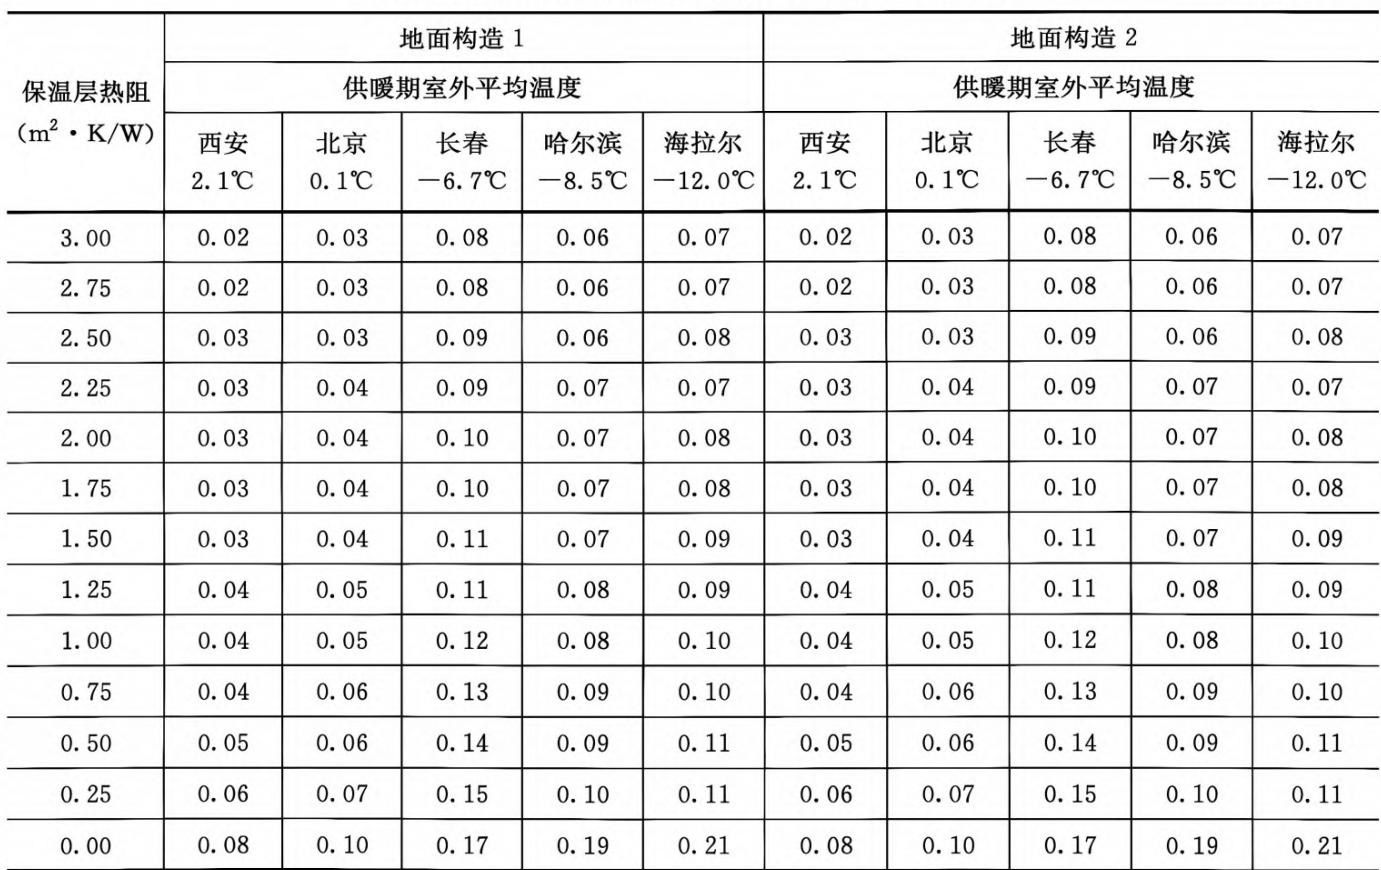 保温层热阻
（m²·K/W） 地面构造 1 地面构造 2
供暖期室外平均温度 供暖期室外平均温度
西安 北京 长春 哈尔滨 海拉尔 西安 北京 长春 哈尔滨 海拉尔
2.1℃ 0.1℃ －6.7℃ －8.5℃ －12.0℃ 2.1℃ 0.1℃ －6.7℃ －8.5℃ －12.0℃
3.00 0.02 0.03 0.08 0.06 0.07 0.02 0.03 0.08 0.06 0.07
2.75 0.02 0.03 0.08 0.06 0.07 0.02 0.03 0.08 0.06 0.07
2.50 0.03 0.03 0.09 0.06 0.08 0.03 0.03 0.09 0.06 0.08
2.25 0.03 0.04 0.09 0.07 0.07 0.03 0.04 0.09 0.07 0.07
2.00 0.03 0.04 0.10 0.07 0.08 0.03 0.04 0.10 0.07 0.08
1.75 0.03 0.04 0.10 0.07 0.08 0.03 0.04 0.10 0.07 0.08
1.50 0.03 0.04 0.11 0.07 0.09 0.03 0.04 0.11 0.07 0.09
1.25 0.04 0.05 0.11 0.08 0.09 0.04 0.05 0.11 0.08 0.09
1.00 0.04 0.05 0.12 0.08 0.10 0.04 0.05 0.12 0.08 0.10
0.75 0.04 0.06 0.13 0.09 0.10 0.04 0.06 0.13 0.09 0.10
0.50 0.05 0.06 0.14 0.09 0.11 0.05 0.06 0.14 0.09 0.11
0.25 0.06 0.07 0.15 0.10 0.11 0.06 0.07 0.15 0.10 0.11
0.00 0.08 0.10 0.17 0.19 0.21 0.08 0.10 0.17 0.19 0.21